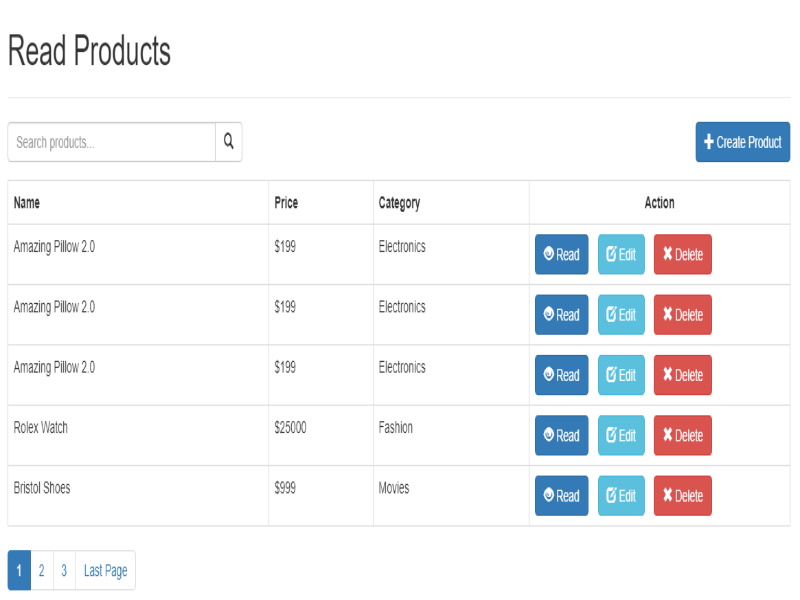 Read Products
Search products...
Create Product
Name Price Category Action
Amazing Pillow 2.0 $199 Electronics Read Edit Delete
Amazing Pillow 2.0 $199 Electronics Read Edit Delete
Amazing Pillow 2.0 $199 Electronics Read Edit Delete
Rolex Watch $25000 Fashion Read Edit Delete
Bristol Shoes $999 Movies Read Edit Delete
1 2 3 Last Page